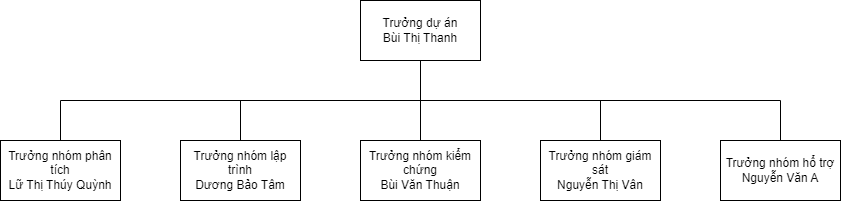 Trưởng dự án
Bùi Thị Thanh
Trưởng nhóm phân
tích
Lữ Thị Thúy Quỳnh
Trưởng nhóm lập
trình
Dương Bảo Tâm
Trưởng nhóm kiểm
chứng
Bùi Văn Thuận
Trưởng nhóm giám
sát
Nguyễn Thị Vân
Trưởng nhóm hổ trợ
Nguyễn Văn A